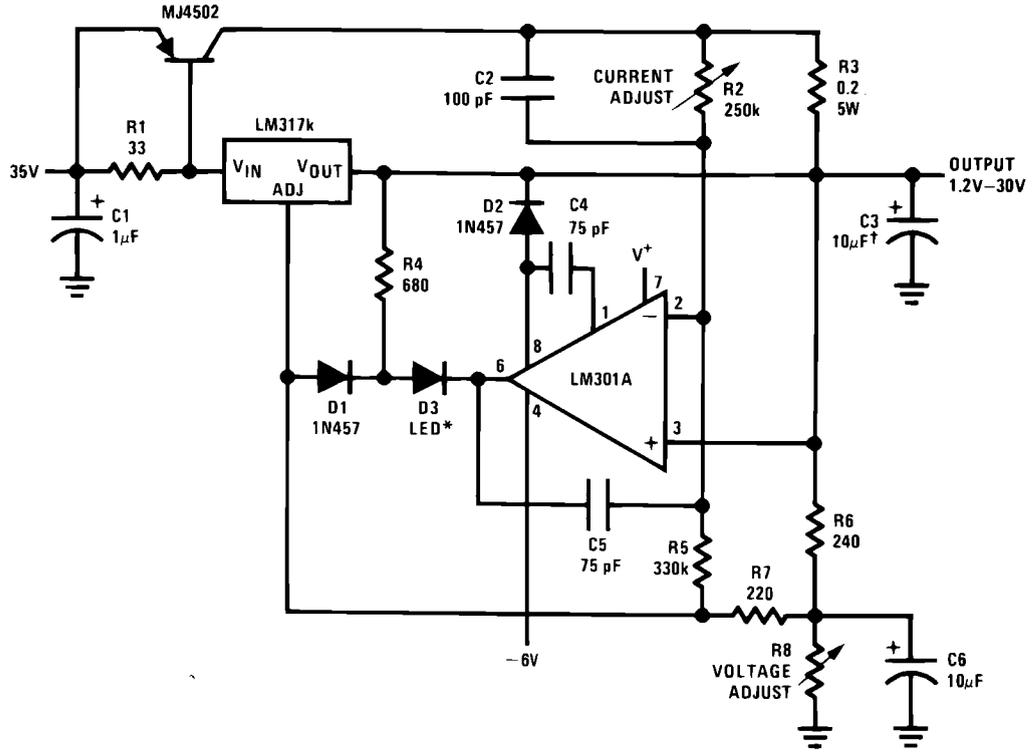 MJ4502
C2
100 pF
CURRENT
ADJUST
R2
250k
R3
0.2
5W
R1
33
LM317k
35V
VIN
VOUT
ADJ
OUTPUT
1.2V–30V
+
C1
1μF
D2
1N457
C4
75 pF
+
C3
10μF†
R4
680
V+
7
1
2
−
8
6
LM301A
D1
1N457
D3
LED*
4
+
3
C5
75 pF
R5
330k
R6
240
R7
220
−6V
R8
VOLTAGE
ADJUST
+
C6
10μF